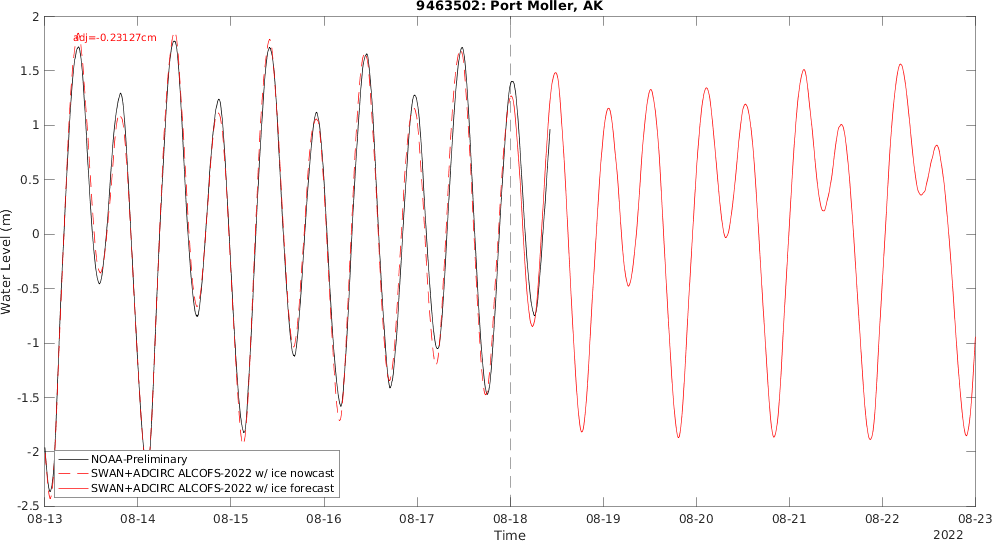 9463502: Port Moller, AK
adj=-0.23127cm
2
1.5
1
0.5
0
-0.5
-1
-1.5
-2
-2.5
Water Level (m)
NOAA-Preliminary
SWAN+ADCIRC ALCOFS-2022 w/ ice nowcast
SWAN+ADCIRC ALCOFS-2022 w/ ice forecast
08-13 08-14 08-15 08-16 08-17 08-18 08-19 08-20 08-21 08-22 08-23
Time
2022